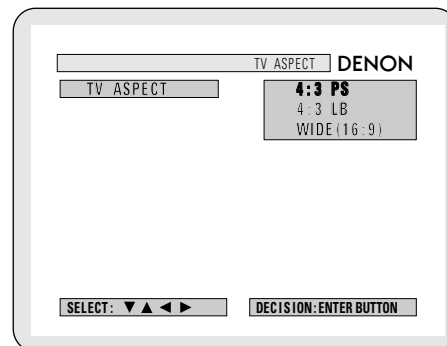 TV ASPECT DENON
TV ASPECT
4:3 PS
4:3 LB
WIDE(16:9)
SELECT: ▼ ▲ ◄ ►
DECISION:ENTER BUTTON